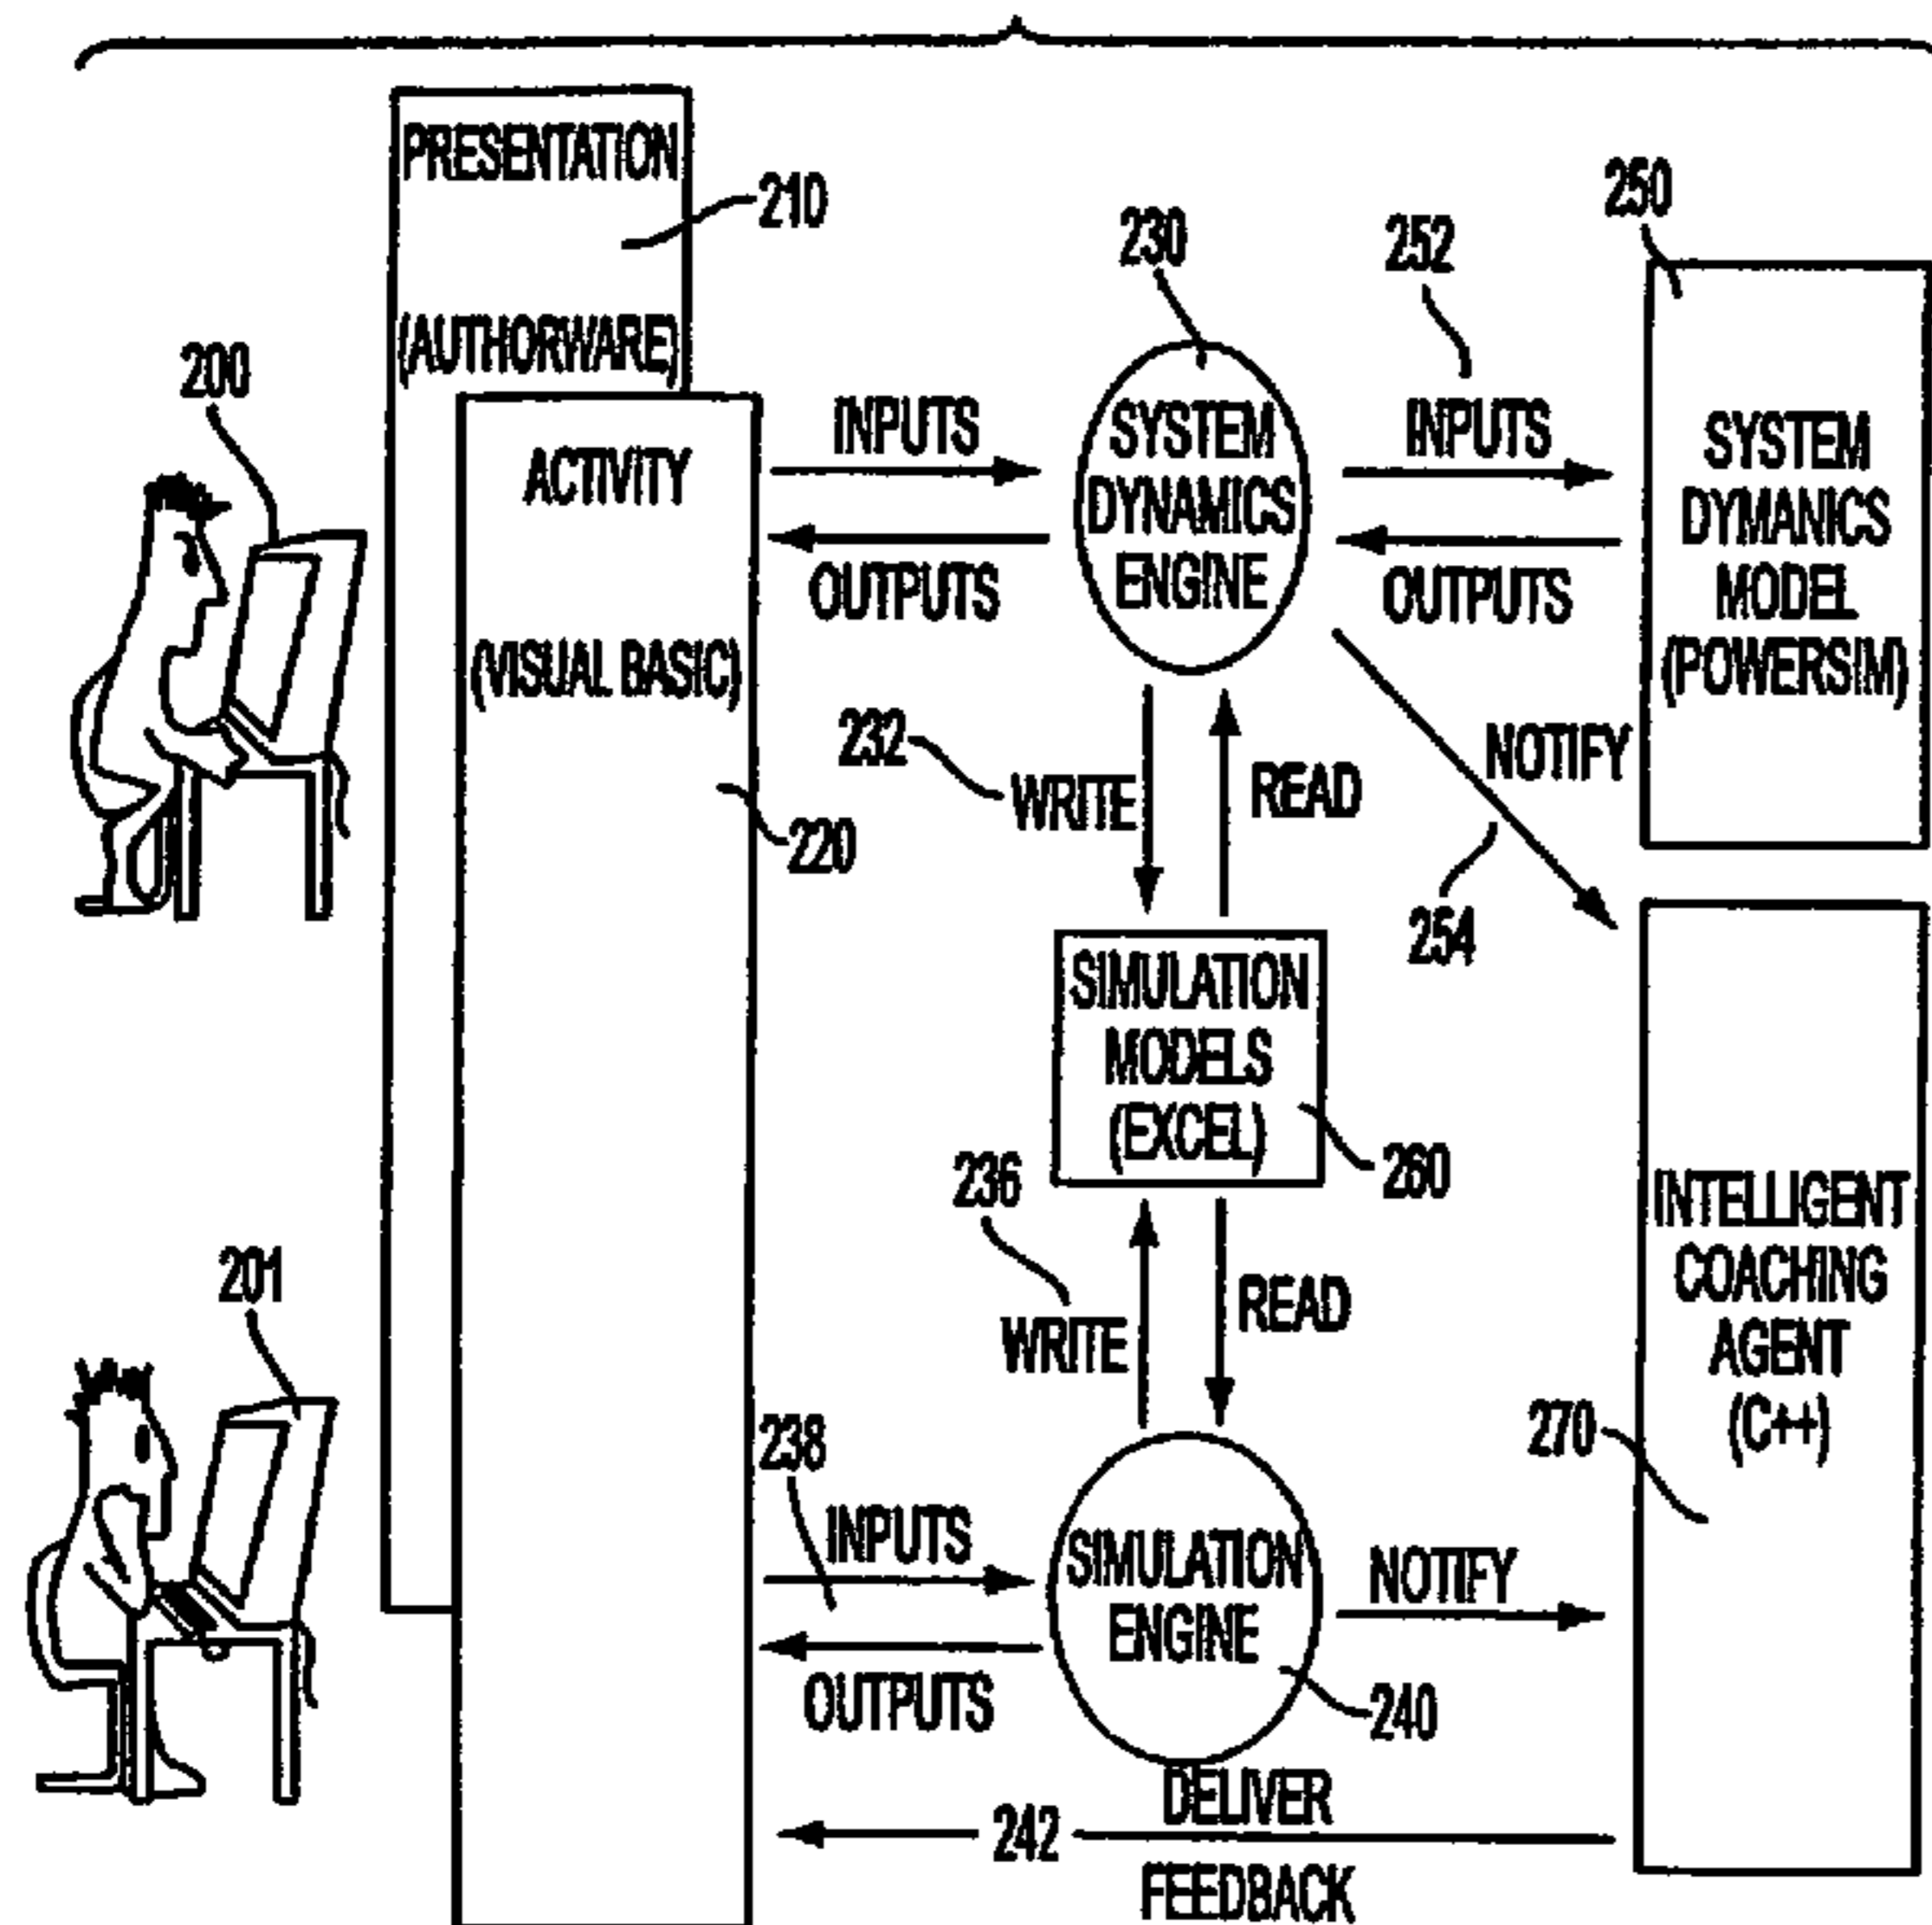 PRESENTATION
210
(AUTHORWARE)
200
ACTIVITY
(VISUAL BASIC)
220
INPUTS
OUTPUTS
230
SYSTEM
DYNAMICS
ENGINE
252
INPUTS
OUTPUTS
250
SYSTEM
DYMANICS
MODEL
(POWERSIM)
232
WRITE
READ
NOTIFY
254
SIMULATION
MODELS
(EXCEL)
260
236
WRITE
READ
INTELLIGENT
COACHING
AGENT
(C++)
270
201
238
INPUTS
OUTPUTS
SIMULATION
ENGINE
240
NOTIFY
242
DELIVER
FEEDBACK